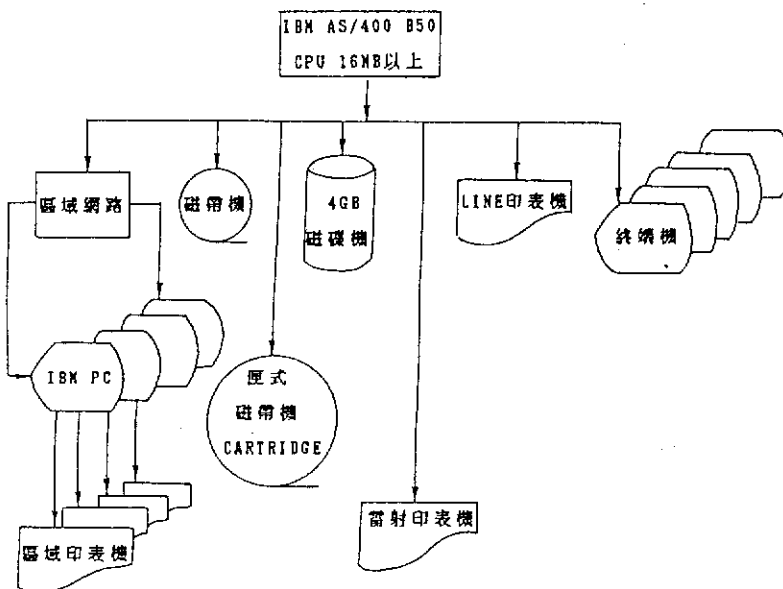 IBM AS/400 B50
CPU 16MB以上
區域網路
磁帶機
4GB
磁碟機
LINE印表機
終端機
IBM PC
匣式
磁帶機
CARTRIDGE
雷射印表機
區域印表機